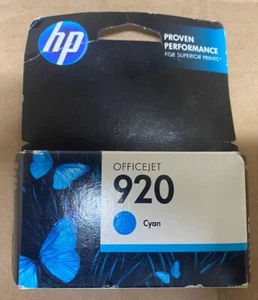 hp
PROVEN
PERFORMANCE
FOR SUPERIOR PRINTS
OFFICEJET
920
Cyan